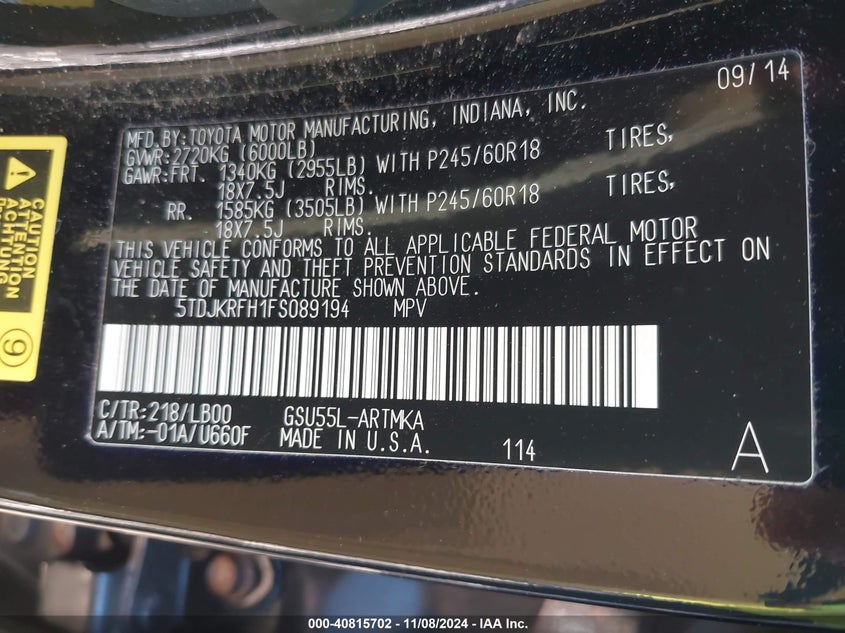 09/14
MFD.BY:TOYOTA MOTOR MANUFACTURING, INDIANA, INC.
GVWR:2720KG (6000LB)
GAWR:FRT. 1340KG (2955LB) WITH P245/60R18 TIRES,
18X7.5J RIMS.
RR. 1585KG (3505LB) WITH P245/60R18 TIRES,
18X7.5J RIMS.
THIS VEHICLE CONFORMS TO ALL APPLICABLE FEDERAL MOTOR
VEHICLE SAFETY AND THEFT PREVENTION STANDARDS IN EFFECT ON
THE DATE OF MANUFACTURE SHOWN ABOVE.
5TDJKRFH1FS089194 MPV
C/TR:218/LB00 GSU55L-ARTMKA
A/TM:-01A/U660F MADE IN U.S.A. 114 A
CAUTION
ATTENTION
ACHTUNG
9
000-40815702 - 11/08/2024 - IAA Inc.